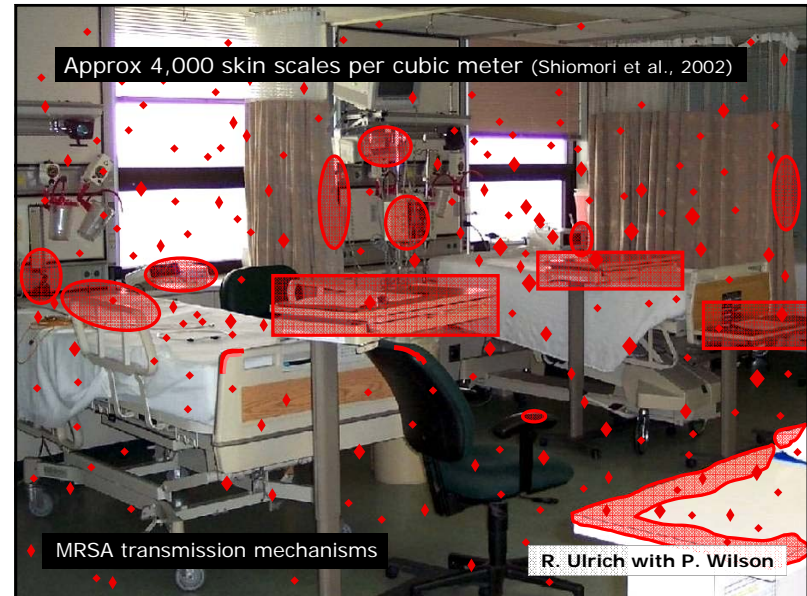 Approx 4,000 skin scales per cubic meter (Shiomori et al., 2002)
MRSA transmission mechanisms
R. Ulrich with P. Wilson